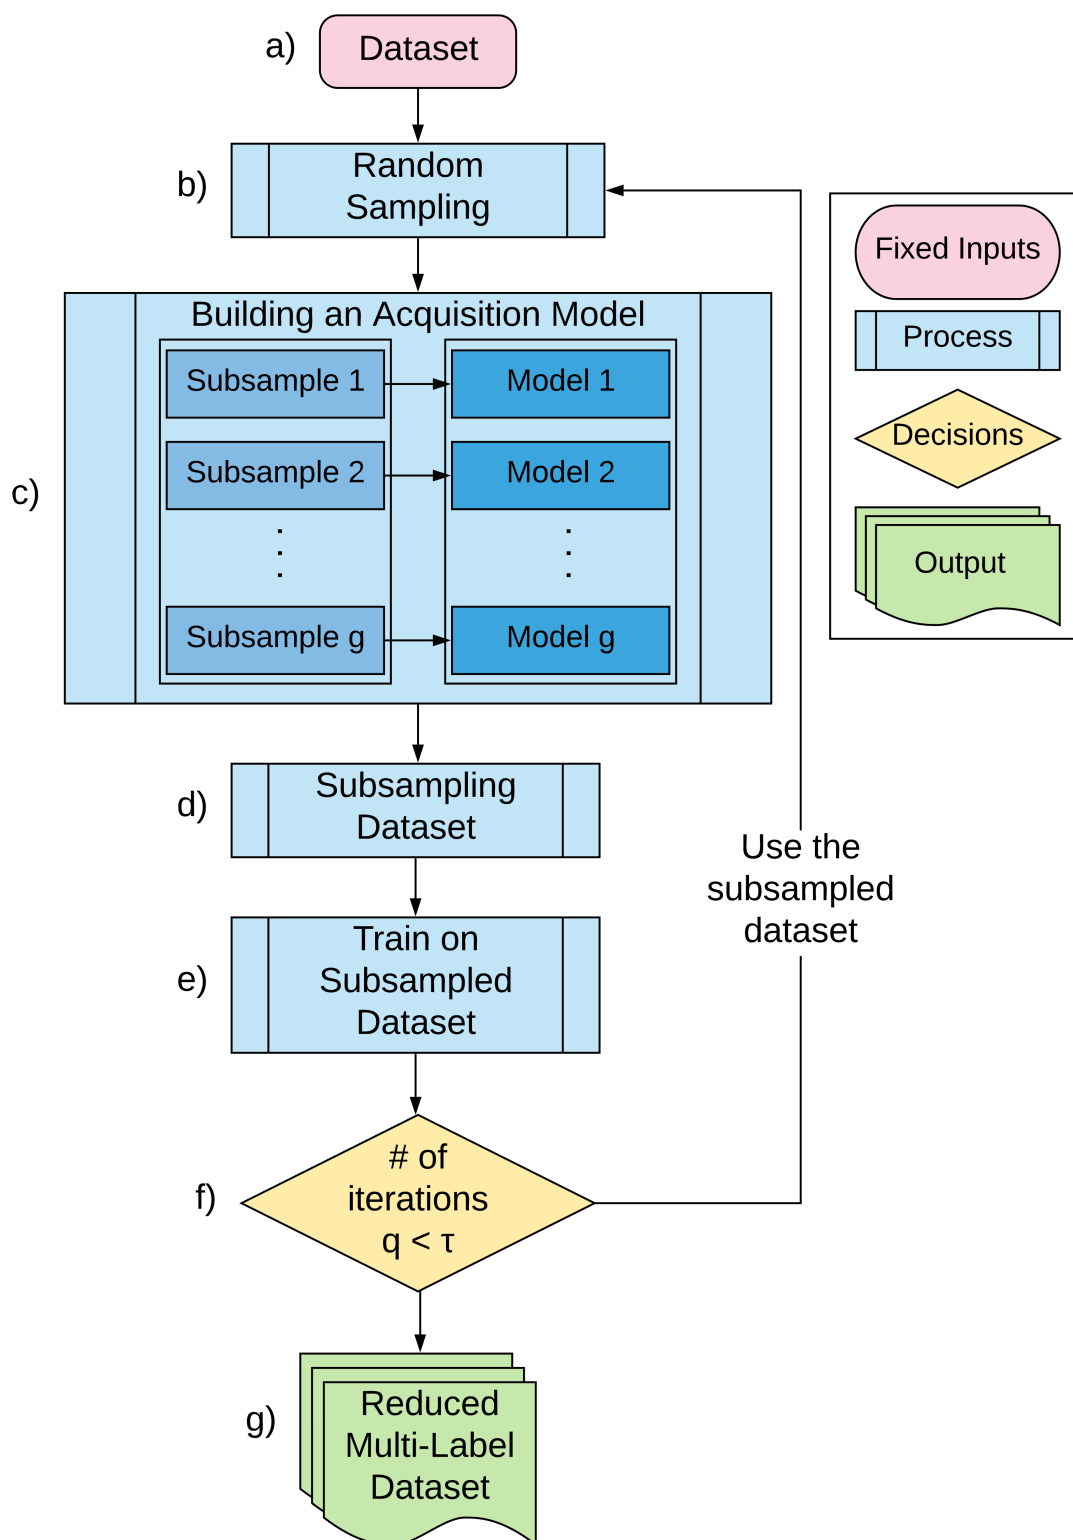 a)
Dataset
b)
Random
Sampling
c)
Building an Acquisition Model
Subsample 1
Model 1
Subsample 2
Model 2
Subsample g
Model g
d)
Subsampling
Dataset
e)
Train on
Subsampled
Dataset
f)
# of
iterations
q < τ
Use the
subsampled
dataset
g)
Reduced
Multi-Label
Dataset
Fixed Inputs
Process
Decisions
Output